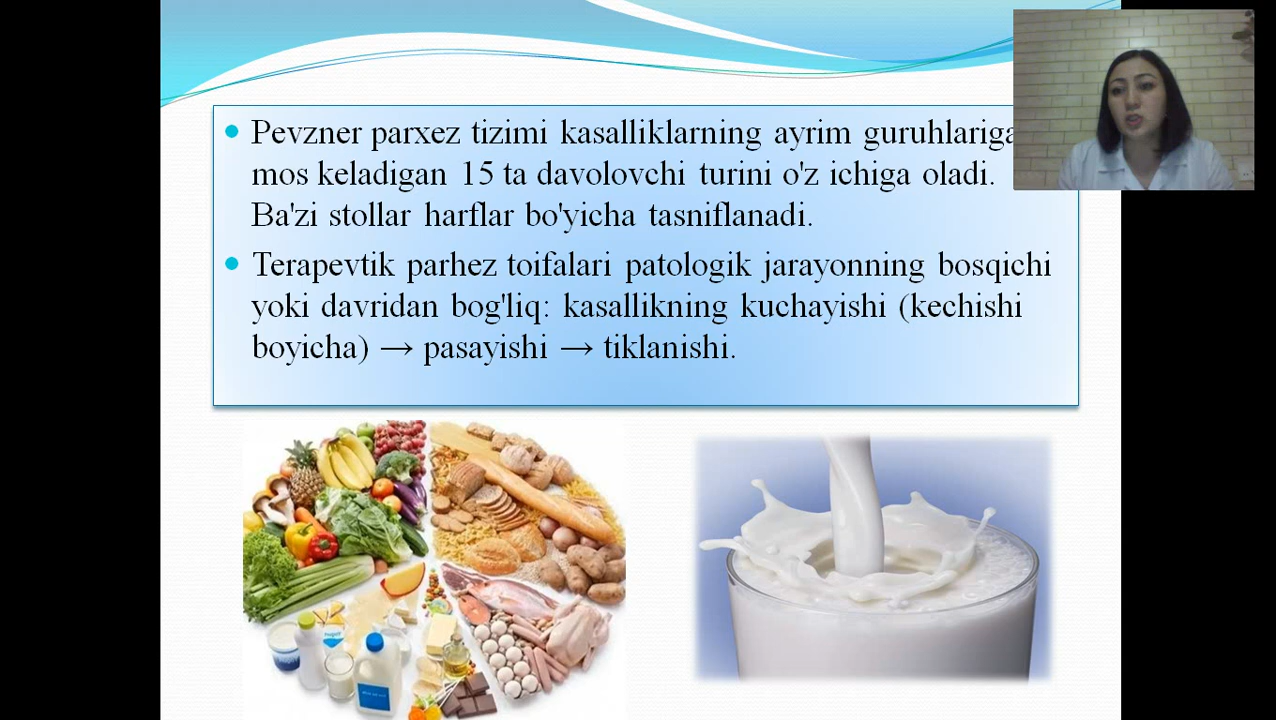 Pevzner parxez tizimi kasalliklarning ayrim guruhlariga
mos keladigan 15 ta davolovchi turini o'z ichiga oladi.
Ba'zi stollar harflar bo'yicha tasniflanadi.
Terapevtik parhez toifalari patologik jarayonning bosqichi
yoki davridan bog'liq: kasallikning kuchayishi (kechishi
boyicha) → pasayishi → tiklanishi.